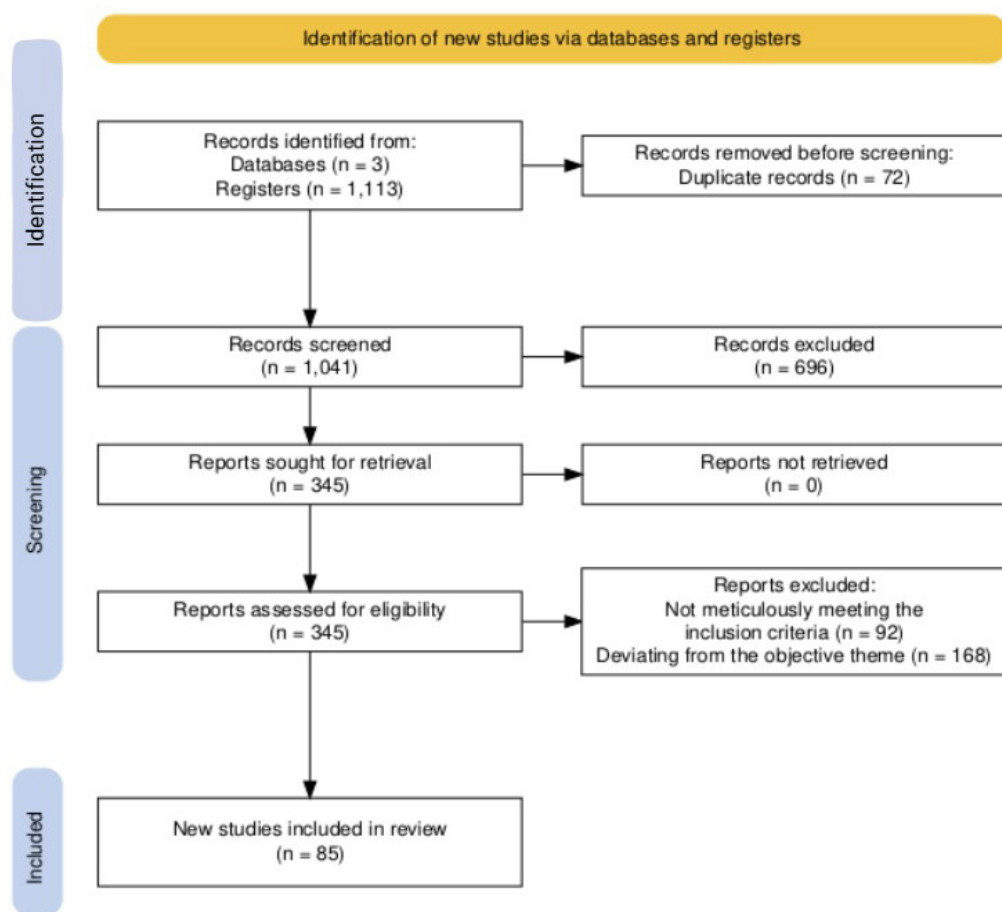 Identification of new studies via databases and registers
Identification
Records identified from:
Databases (n = 3)
Registers (n = 1,113)
Records removed before screening:
Duplicate records (n = 72)
Screening
Records screened
(n = 1,041)
Records excluded
(n = 696)
Reports sought for retrieval
(n = 345)
Reports not retrieved
(n = 0)
Reports assessed for eligibility
(n = 345)
Reports excluded:
Not meticulously meeting the
inclusion criteria (n = 92)
Deviating from the objective theme (n = 168)
Included
New studies included in review
(n = 85)